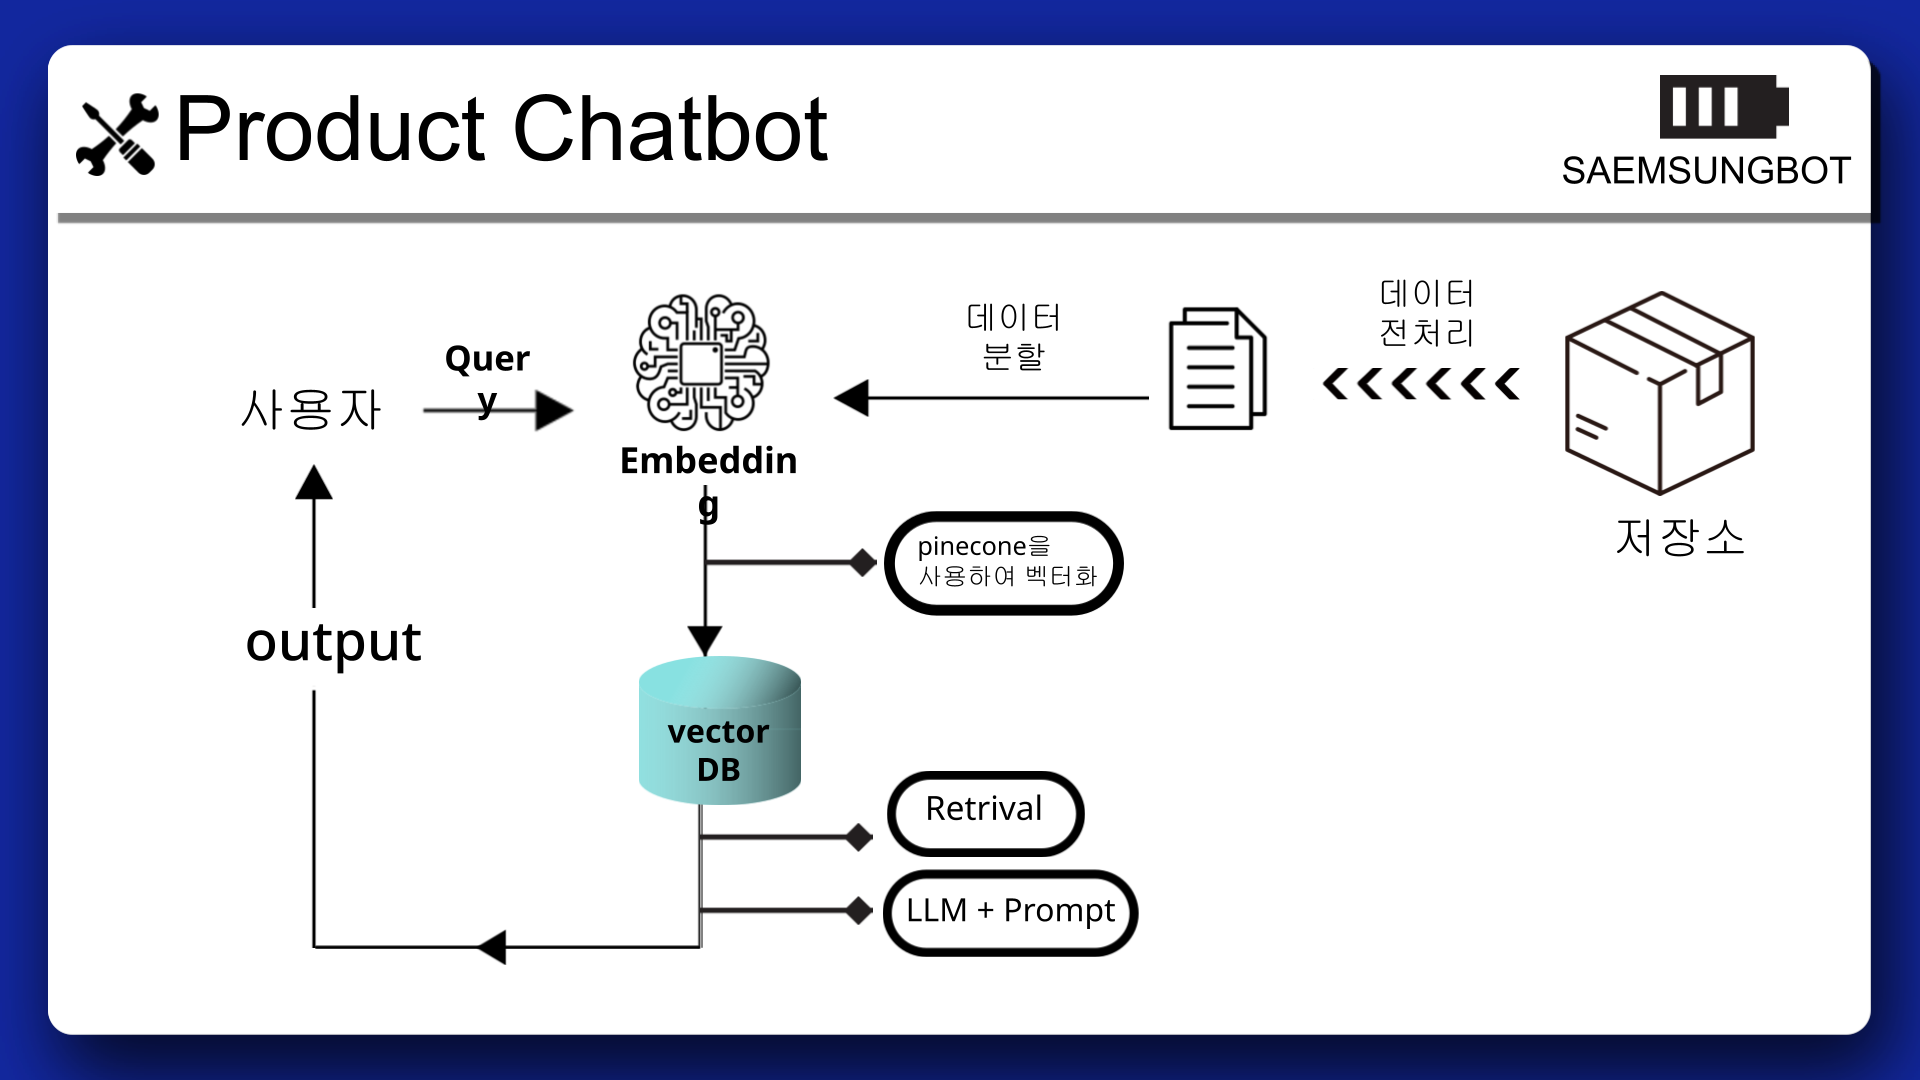 Product Chatbot
SAEMSUNGBOT
데이터
전처리
데이터
분할
Quer
y
사용자
Embeddin
g
저장소
pinecone을
사용하여 벡터화
output
vector
DB
Retrival
LLM + Prompt